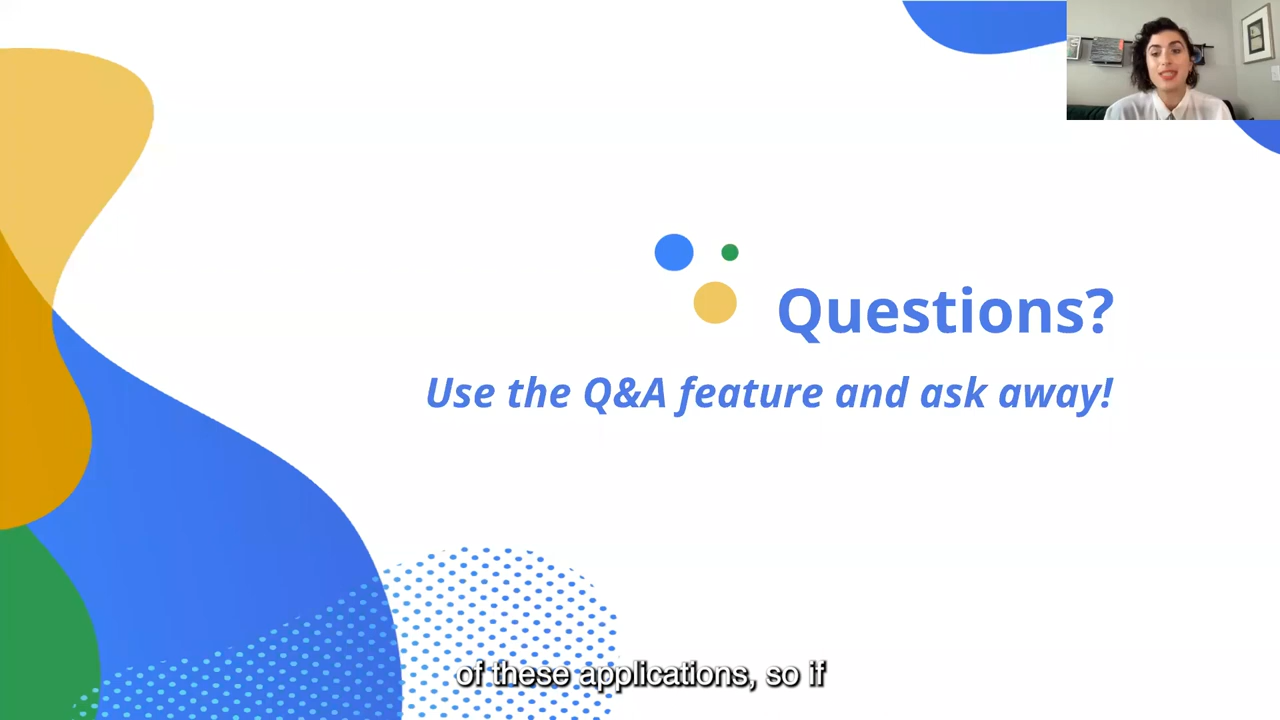 Questions?
Use the Q&A feature and ask away!
of these applications, so if